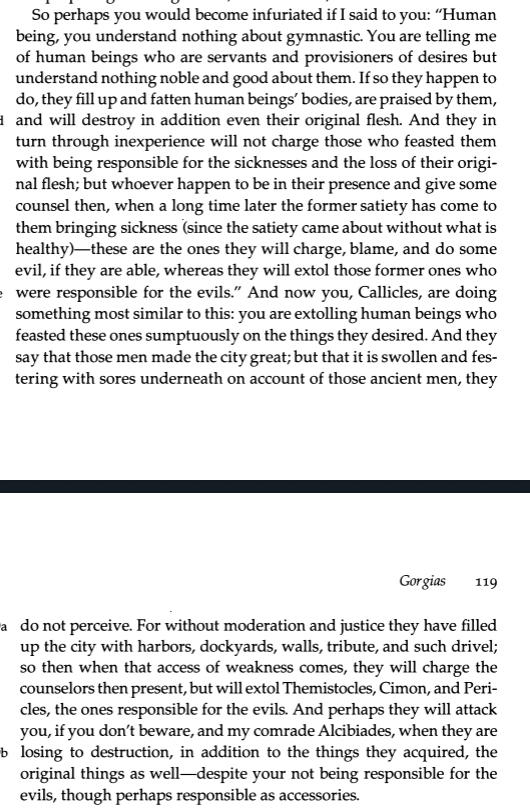 So perhaps you would become infuriated if I said to you: “Human
being, you understand nothing about gymnastic. You are telling me
of human beings who are servants and provisioners of desires but
understand nothing noble and good about them. If so they happen to
do, they fill up and fatten human beings’ bodies, are praised by them,
d and will destroy in addition even their original flesh. And they in
turn through inexperience will not charge those who feasted them
with being responsible for the sicknesses and the loss of their origi-
nal flesh; but whoever happen to be in their presence and give some
counsel then, when a long time later the former satiety has come to
them bringing sickness (since the satiety came about without what is
healthy)—these are the ones they will charge, blame, and do some
evil, if they are able, whereas they will extol those former ones who
e were responsible for the evils.” And now you, Callicles, are doing
something most similar to this: you are extolling human beings who
feasted these ones sumptuously on the things they desired. And they
say that those men made the city great; but that it is swollen and fes-
tering with sores underneath on account of those ancient men, they
Gorgias 119
a do not perceive. For without moderation and justice they have filled
up the city with harbors, dockyards, walls, tribute, and such drivel;
so then when that access of weakness comes, they will charge the
counselors then present, but will extol Themistocles, Cimon, and Peri-
cles, the ones responsible for the evils. And perhaps they will attack
you, if you don’t beware, and my comrade Alcibiades, when they are
b losing to destruction, in addition to the things they acquired, the
original things as well—despite your not being responsible for the
evils, though perhaps responsible as accessories.